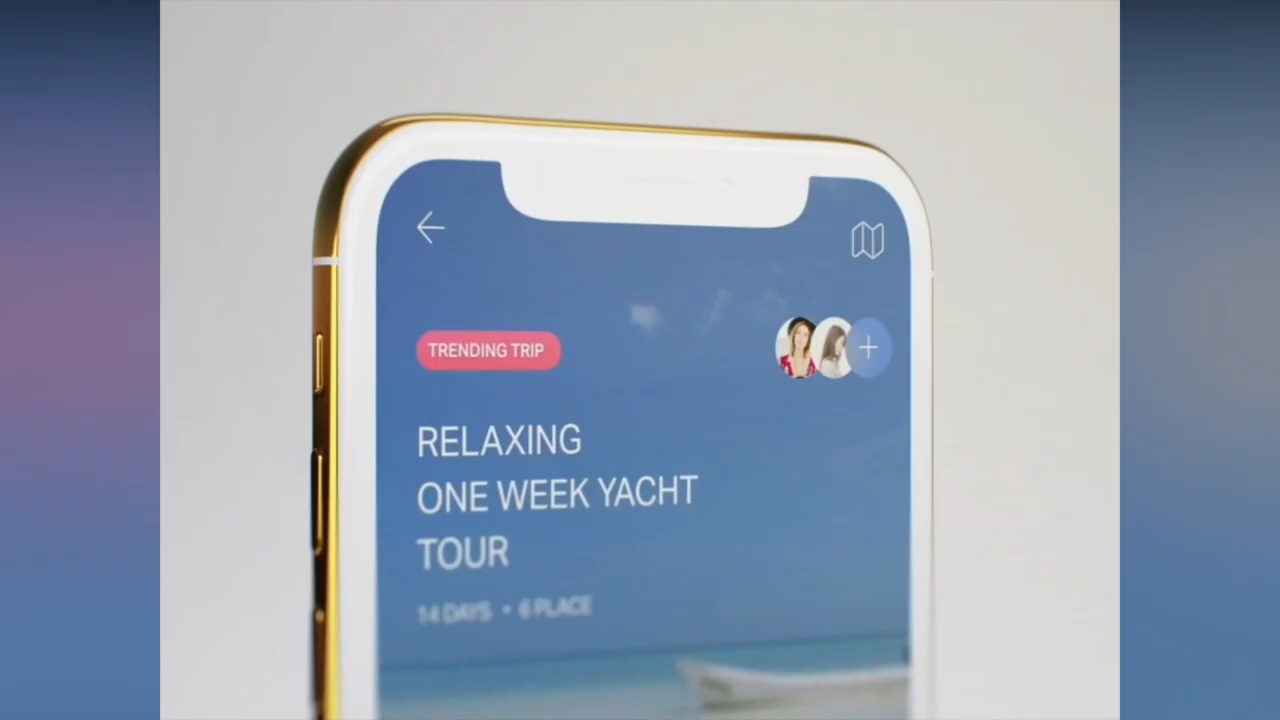 TRENDING TRIP
RELAXING
ONE WEEK YACHT
TOUR
14 DAYS • 6 PLACE